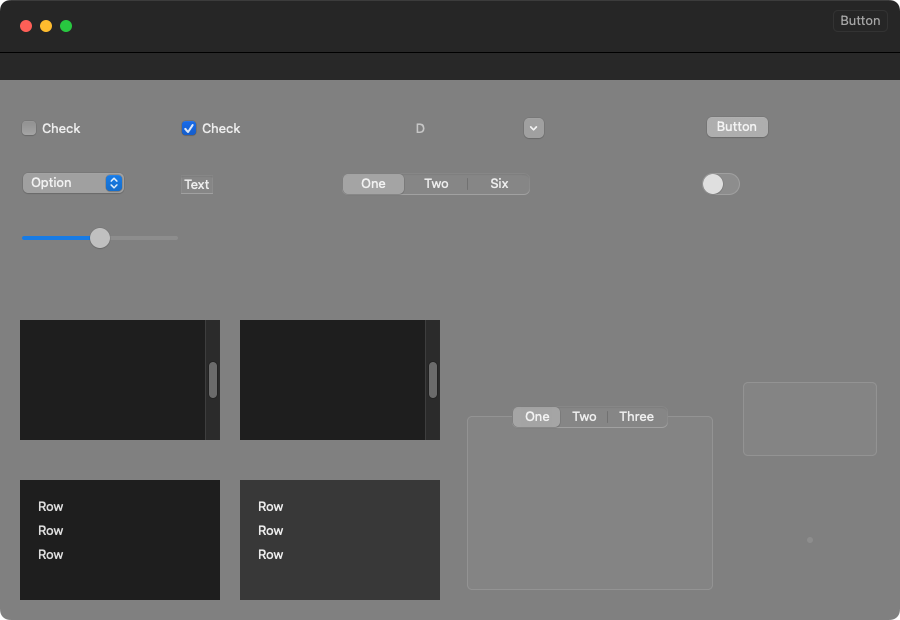 Button
Check
Check
D
Button
Option
Text
One
Two
Six
One
Two
Three
Row
Row
Row
Row
Row
Row